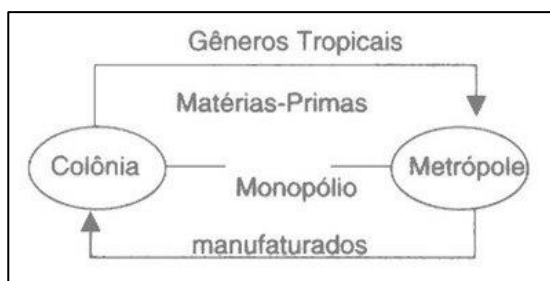 Gêneros Tropicais
Matérias-Primas
Colônia
Metrópole
Monopólio
manufaturados